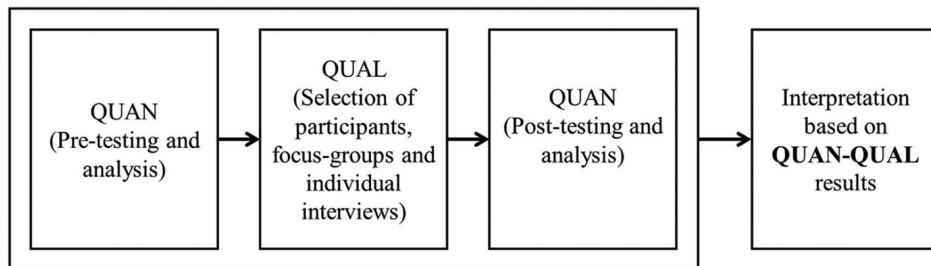 QUAN
(Pre-testing and
analysis)
QUAL
(Selection of
participants,
focus-groups and
individual
interviews)
QUAN
(Post-testing and
analysis)
Interpretation
based on
QUAN-QUAL
results